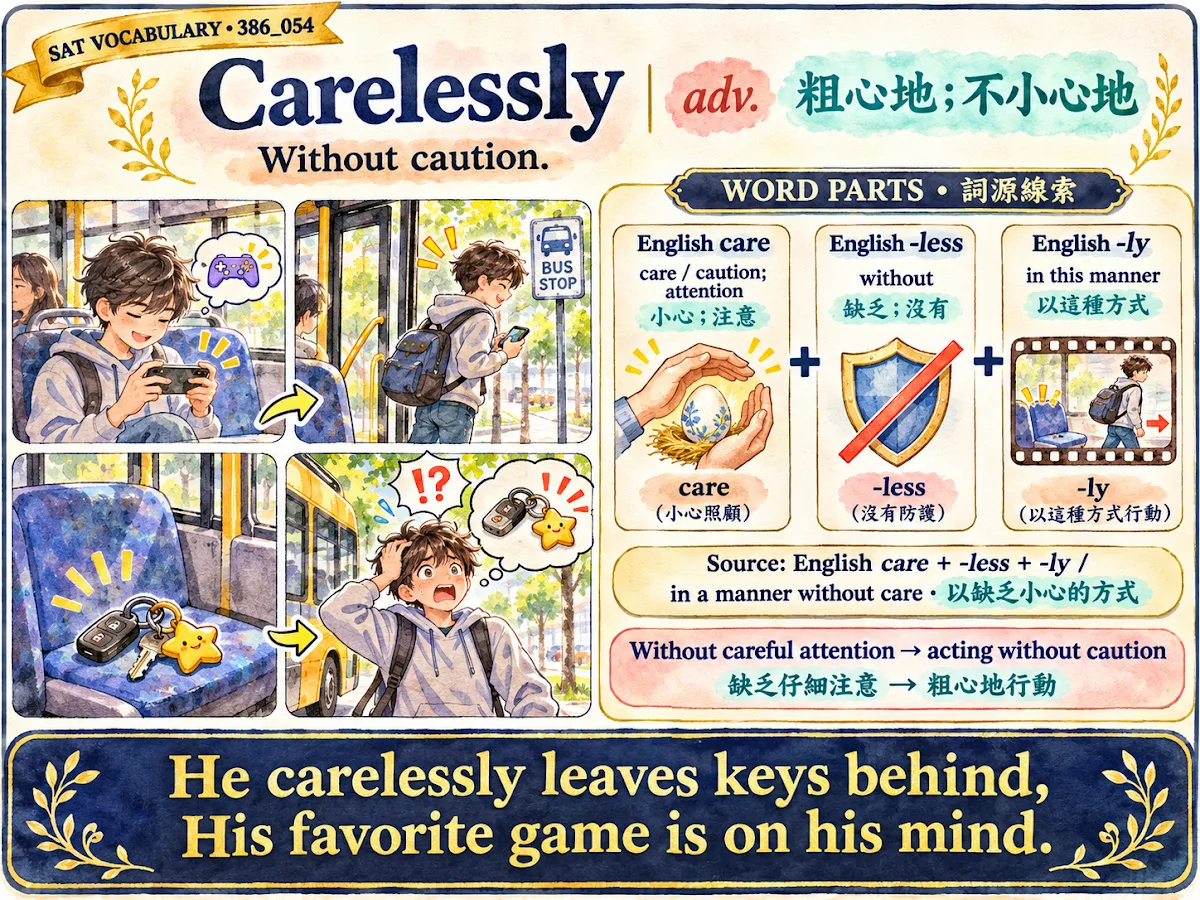 SAT VOCABULARY • 386_054
Carelessly
adv.
粗心地；不小心地
Without caution.
BUS
STOP
!?
WORD PARTS • 詞源線索
English care
care / caution;
attention
小心；注意
care
（小心照顧）
+
English -less
without
缺乏；沒有
-less
（沒有防護）
+
English -ly
in this manner
以這種方式
-ly
（以這種方式行動）
Source: English care + -less + -ly /
in a manner without care • 以缺乏小心的方式
Without careful attention → acting without caution
缺乏仔細注意 → 粗心地行動
He carelessly leaves keys behind,
His favorite game is on his mind.